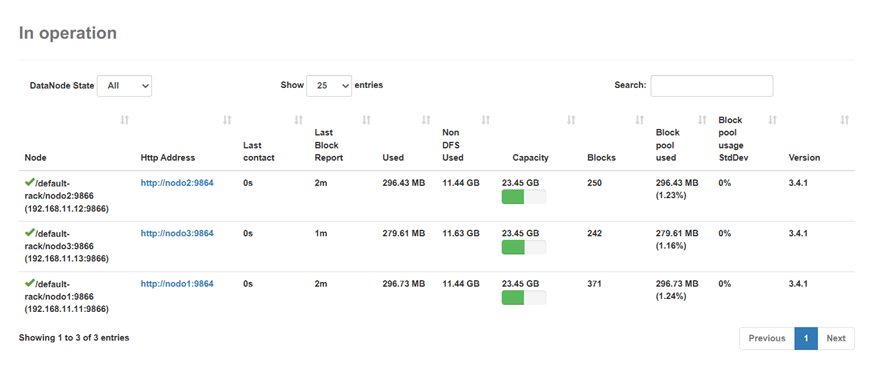 In operation
DataNode State All Show 25 entries Search:
Node Http Address Last contact Last Block Report Used Non DFS Used Capacity Blocks Block pool used Block pool usage StdDev Version
/default-rack/nodo2:9866 (192.168.11.12:9866) http://nodo2:9864 0s 2m 296.43 MB 11.44 GB 23.45 GB 250 296.43 MB (1.23%) 0% 3.4.1
/default-rack/nodo3:9866 (192.168.11.13:9866) http://nodo3:9864 0s 1m 279.61 MB 11.63 GB 23.45 GB 242 279.61 MB (1.16%) 0% 3.4.1
/default-rack/nodo1:9866 (192.168.11.11:9866) http://nodo1:9864 0s 2m 296.73 MB 11.44 GB 23.45 GB 371 296.73 MB (1.24%) 0% 3.4.1
Showing 1 to 3 of 3 entries Previous 1 Next